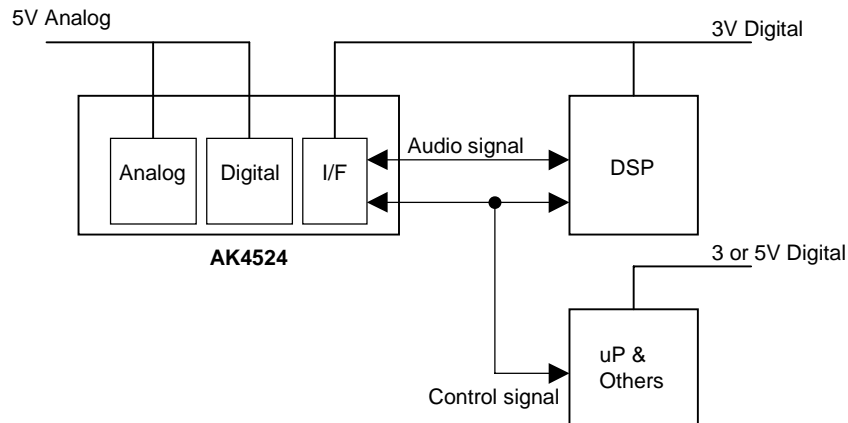 5V Analog
3V Digital
Analog
Digital
I/F
Audio signal
DSP
AK4524
3 or 5V Digital
uP &
Others
Control signal